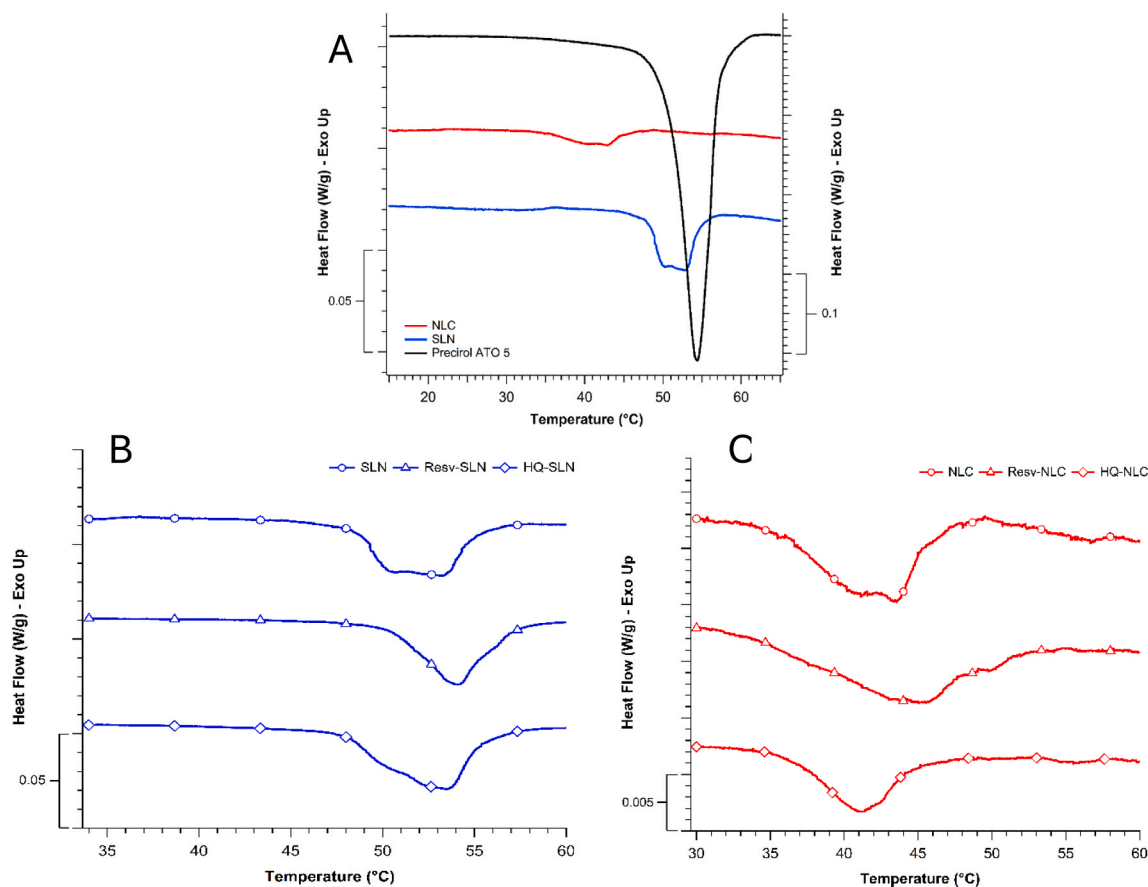 A
Heat Flow (W/g) - Exo Up
0.05
NLC
SLN
Precirol ATO 5
Heat Flow (W/g) - Exo Up
0.1
20 30 40 50 60
Temperature (°C)
B
SLN Resv-SLN HQ-SLN
Heat Flow (W/g) - Exo Up
0.05
35 40 45 50 55 60
Temperature (°C)
C
NLC Resv-NLC HQ-NLC
Heat Flow (W/g) - Exo Up
0.005
30 35 40 45 50 55 60
Temperature (°C)